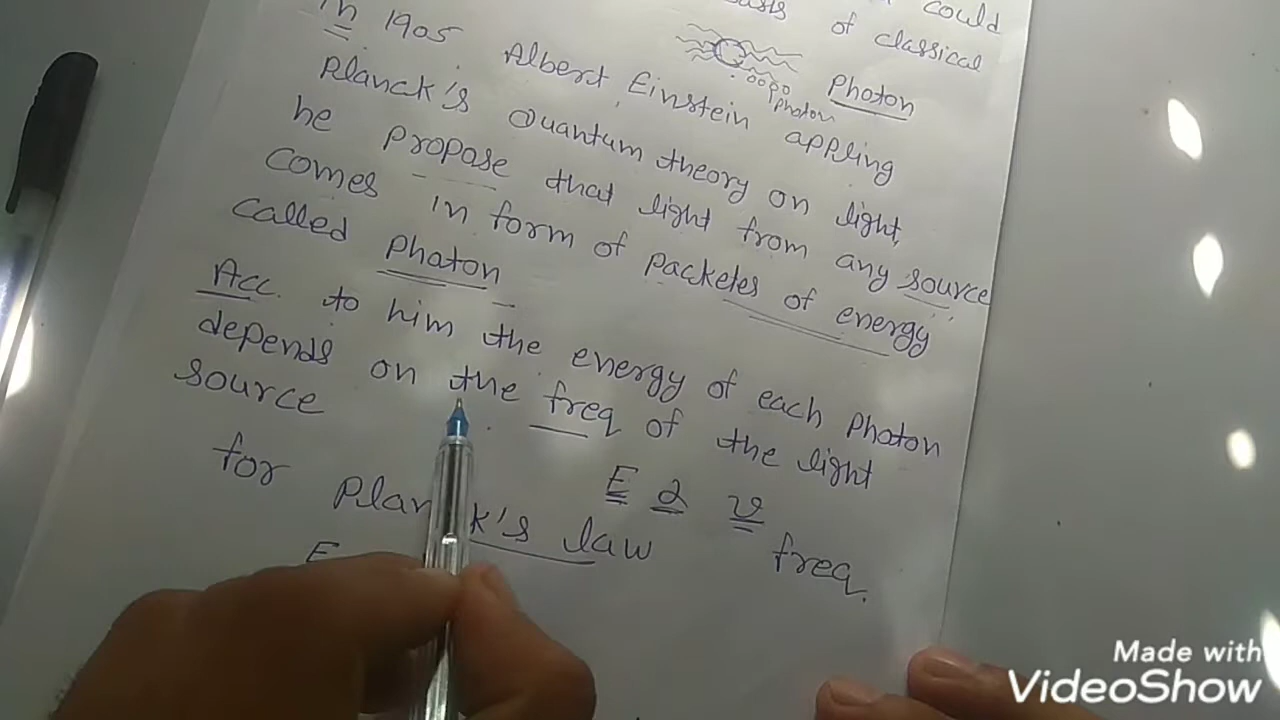 could
of classical
Photon
Photon
In 1905 Albert Einstein appling
Planck's Quantum theory on light,
he propose that light from any source
comes in form of packetes of energy
called Photon
Acc. to him the energy of each Photon
depends on the freq of the light
source
E α ν
freq.
for Plank's law
E
Made with
VideoShow